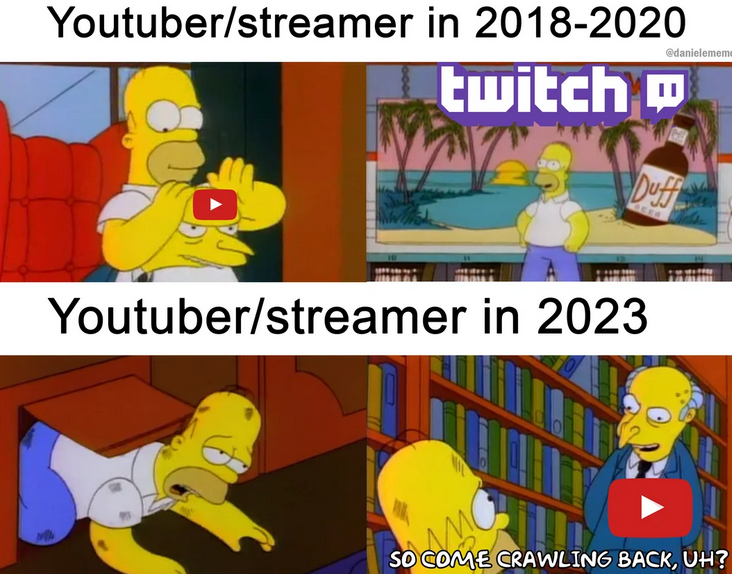 Youtuber/streamer in 2018-2020
twitch
Duff
Youtuber/streamer in 2023
SO COME CRAWLING BACK, UH?